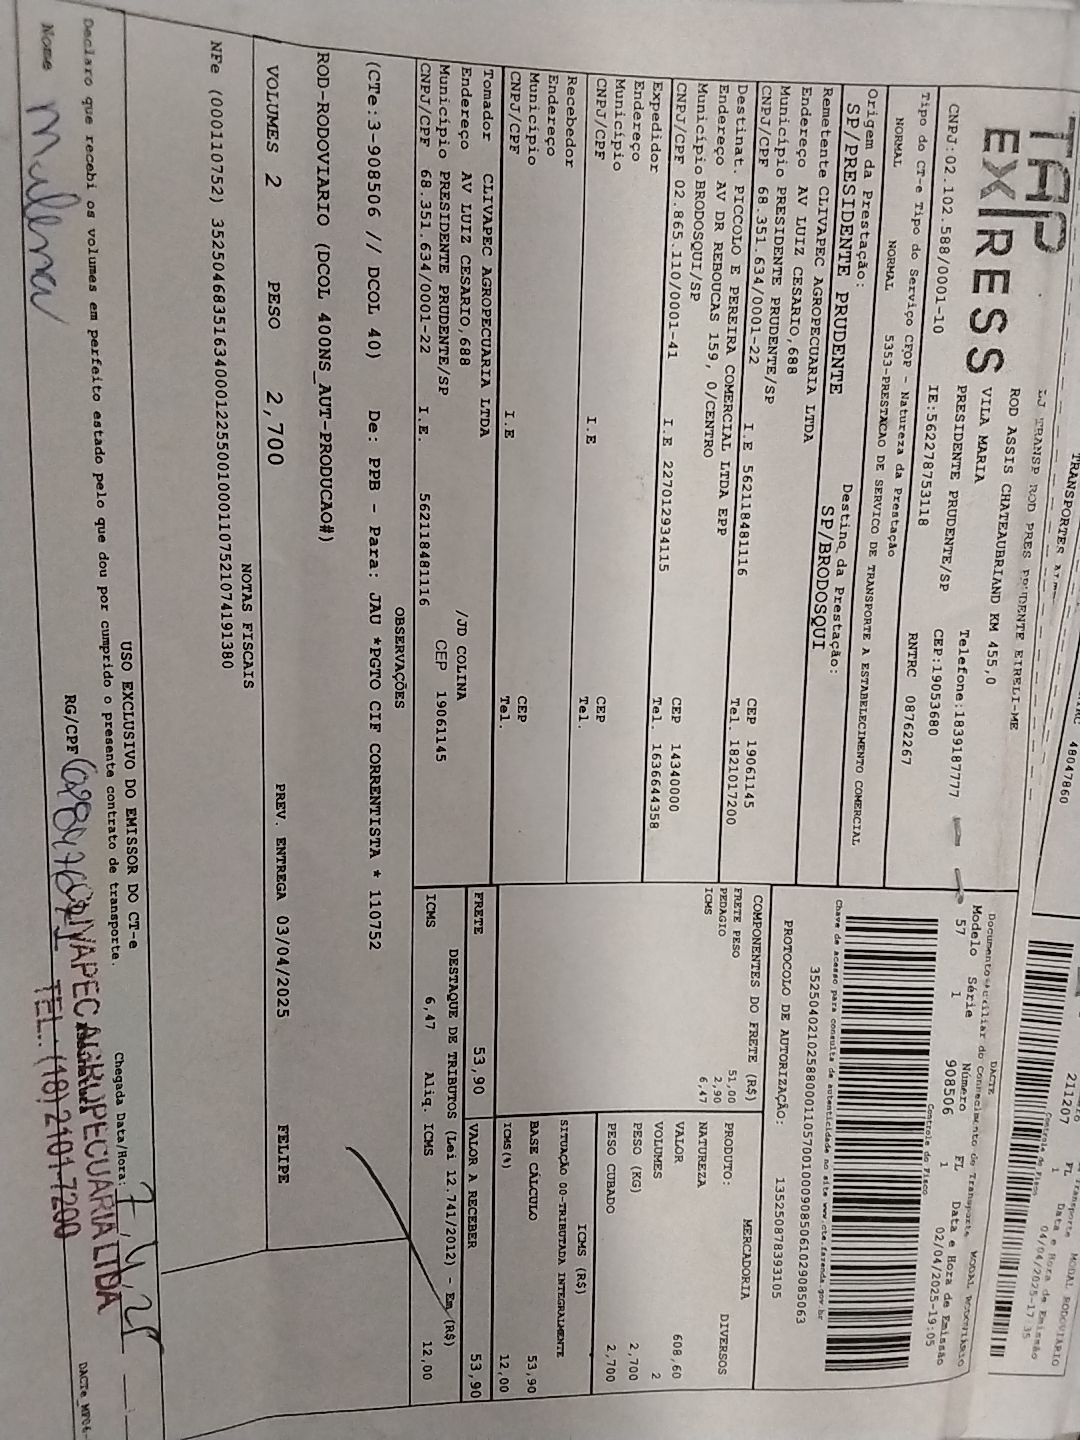 TRANSPORTES
48047860
LJ TRANSP ROD PRES PRUDENTE EIRELI-ME
211207
FL
1
Data e Hora de Emissão
04/04/2025-17:35
Transporte MODAL RODOVIARIO
Controle do Fisco
TAP EXPRESS
ROD ASSIS CHATEAUBRIAND KM 455,0
VILA MARIA
PRESIDENTE PRUDENTE/SP
Telefone:1839187777
CNPJ:02.102.588/0001-10
IE:562278753118
CEP:19053680
RNTRC 08762267
DACTE
Documento Auxiliar do Conhecimento de Transporte MODAL RODOVIARIO
Modelo Série Número FL Data e Hora de Emissão
57 1 908506 1 02/04/2025-19:05
Controle do Fisco
Tipo do CT-e Tipo do Serviço CFOP - Natureza da Prestação
NORMAL NORMAL 5353-PRESTACAO DE SERVICO DE TRANSPORTE A ESTABELECIMENTO COMERCIAL
Chave de acesso para consulta de autenticidade no site www.cte.fazenda.gov.br
35250402102588000110570010009085061029085063
PROTOCOLO DE AUTORIZAÇÃO: 135250878393105
Origem da Prestação: Destino da Prestação:
SP/PRESIDENTE PRUDENTE SP/BRODOSQUI
Remetente CLIVAPEC AGROPECUARIA LTDA
Endereço AV LUIZ CESARIO,688
Município PRESIDENTE PRUDENTE/SP CEP 19061145
CNPJ/CPF 68.351.634/0001-22 I.E 562118481116 Tel. 1821017200
Destinat. PICCOLO E PEREIRA COMERCIAL LTDA EPP
Endereço AV DR REBOUCAS 159, 0/CENTRO
Município BRODOSQUI/SP CEP 14340000
CNPJ/CPF 02.865.110/0001-41 I.E 227012934115 Tel. 1636644358
Expedidor
Endereço
Município CEP
CNPJ/CPF I.E Tel.
Recebedor
Endereço
Município CEP
CNPJ/CPF I.E Tel.
Tomador CLIVAPEC AGROPECUARIA LTDA
Endereço AV LUIZ CESARIO,688 /JD COLINA
Município PRESIDENTE PRUDENTE/SP CEP 19061145
CNPJ/CPF 68.351.634/0001-22 I.E. 562118481116
COMPONENTES DO FRETE (R$)
FRETE PESO 51,00
PEDAGIO 2,90
ICMS 6,47
MERCADORIA
PRODUTO: DIVERSOS
NATUREZA
VALOR 608,60
VOLUMES 2
PESO (KG) 2,700
PESO CUBADO 2,700
ICMS (R$)
SITUAÇÃO 00-TRIBUTADA INTEGRALMENTE
BASE CÁLCULO 53,90
ICMS(%) 12,00
FRETE 53,90 VALOR A RECEBER 53,90
DESTAQUE DE TRIBUTOS (Lei 12.741/2012) - Em (R$)
ICMS 6,47 Aliq. ICMS 12,00
OBSERVAÇÕES
(CTe:3-908506 // DCOL 40) De: PPB - Para: JAU *PGTO CIF CORRENTISTA * 110752
ROD-RODOVIARIO (DCOL 400NS_AUT-PRODUCAO#)
VOLUMES 2 PESO 2,700 PREV. ENTREGA 03/04/2025 FELIPE
NOTAS FISCAIS
NFe (000110752) 35250468351634000122550010001107521074191380
USO EXCLUSIVO DO EMISSOR DO CT-e
Declaro que recebi os volumes em perfeito estado pelo que dou por cumprido o presente contrato de transporte.
Chegada Data/Hora:
Nome RG/CPF
CLIVAPEC AGROPECUARIA LTDA
TEL.: (18) 2101-7200